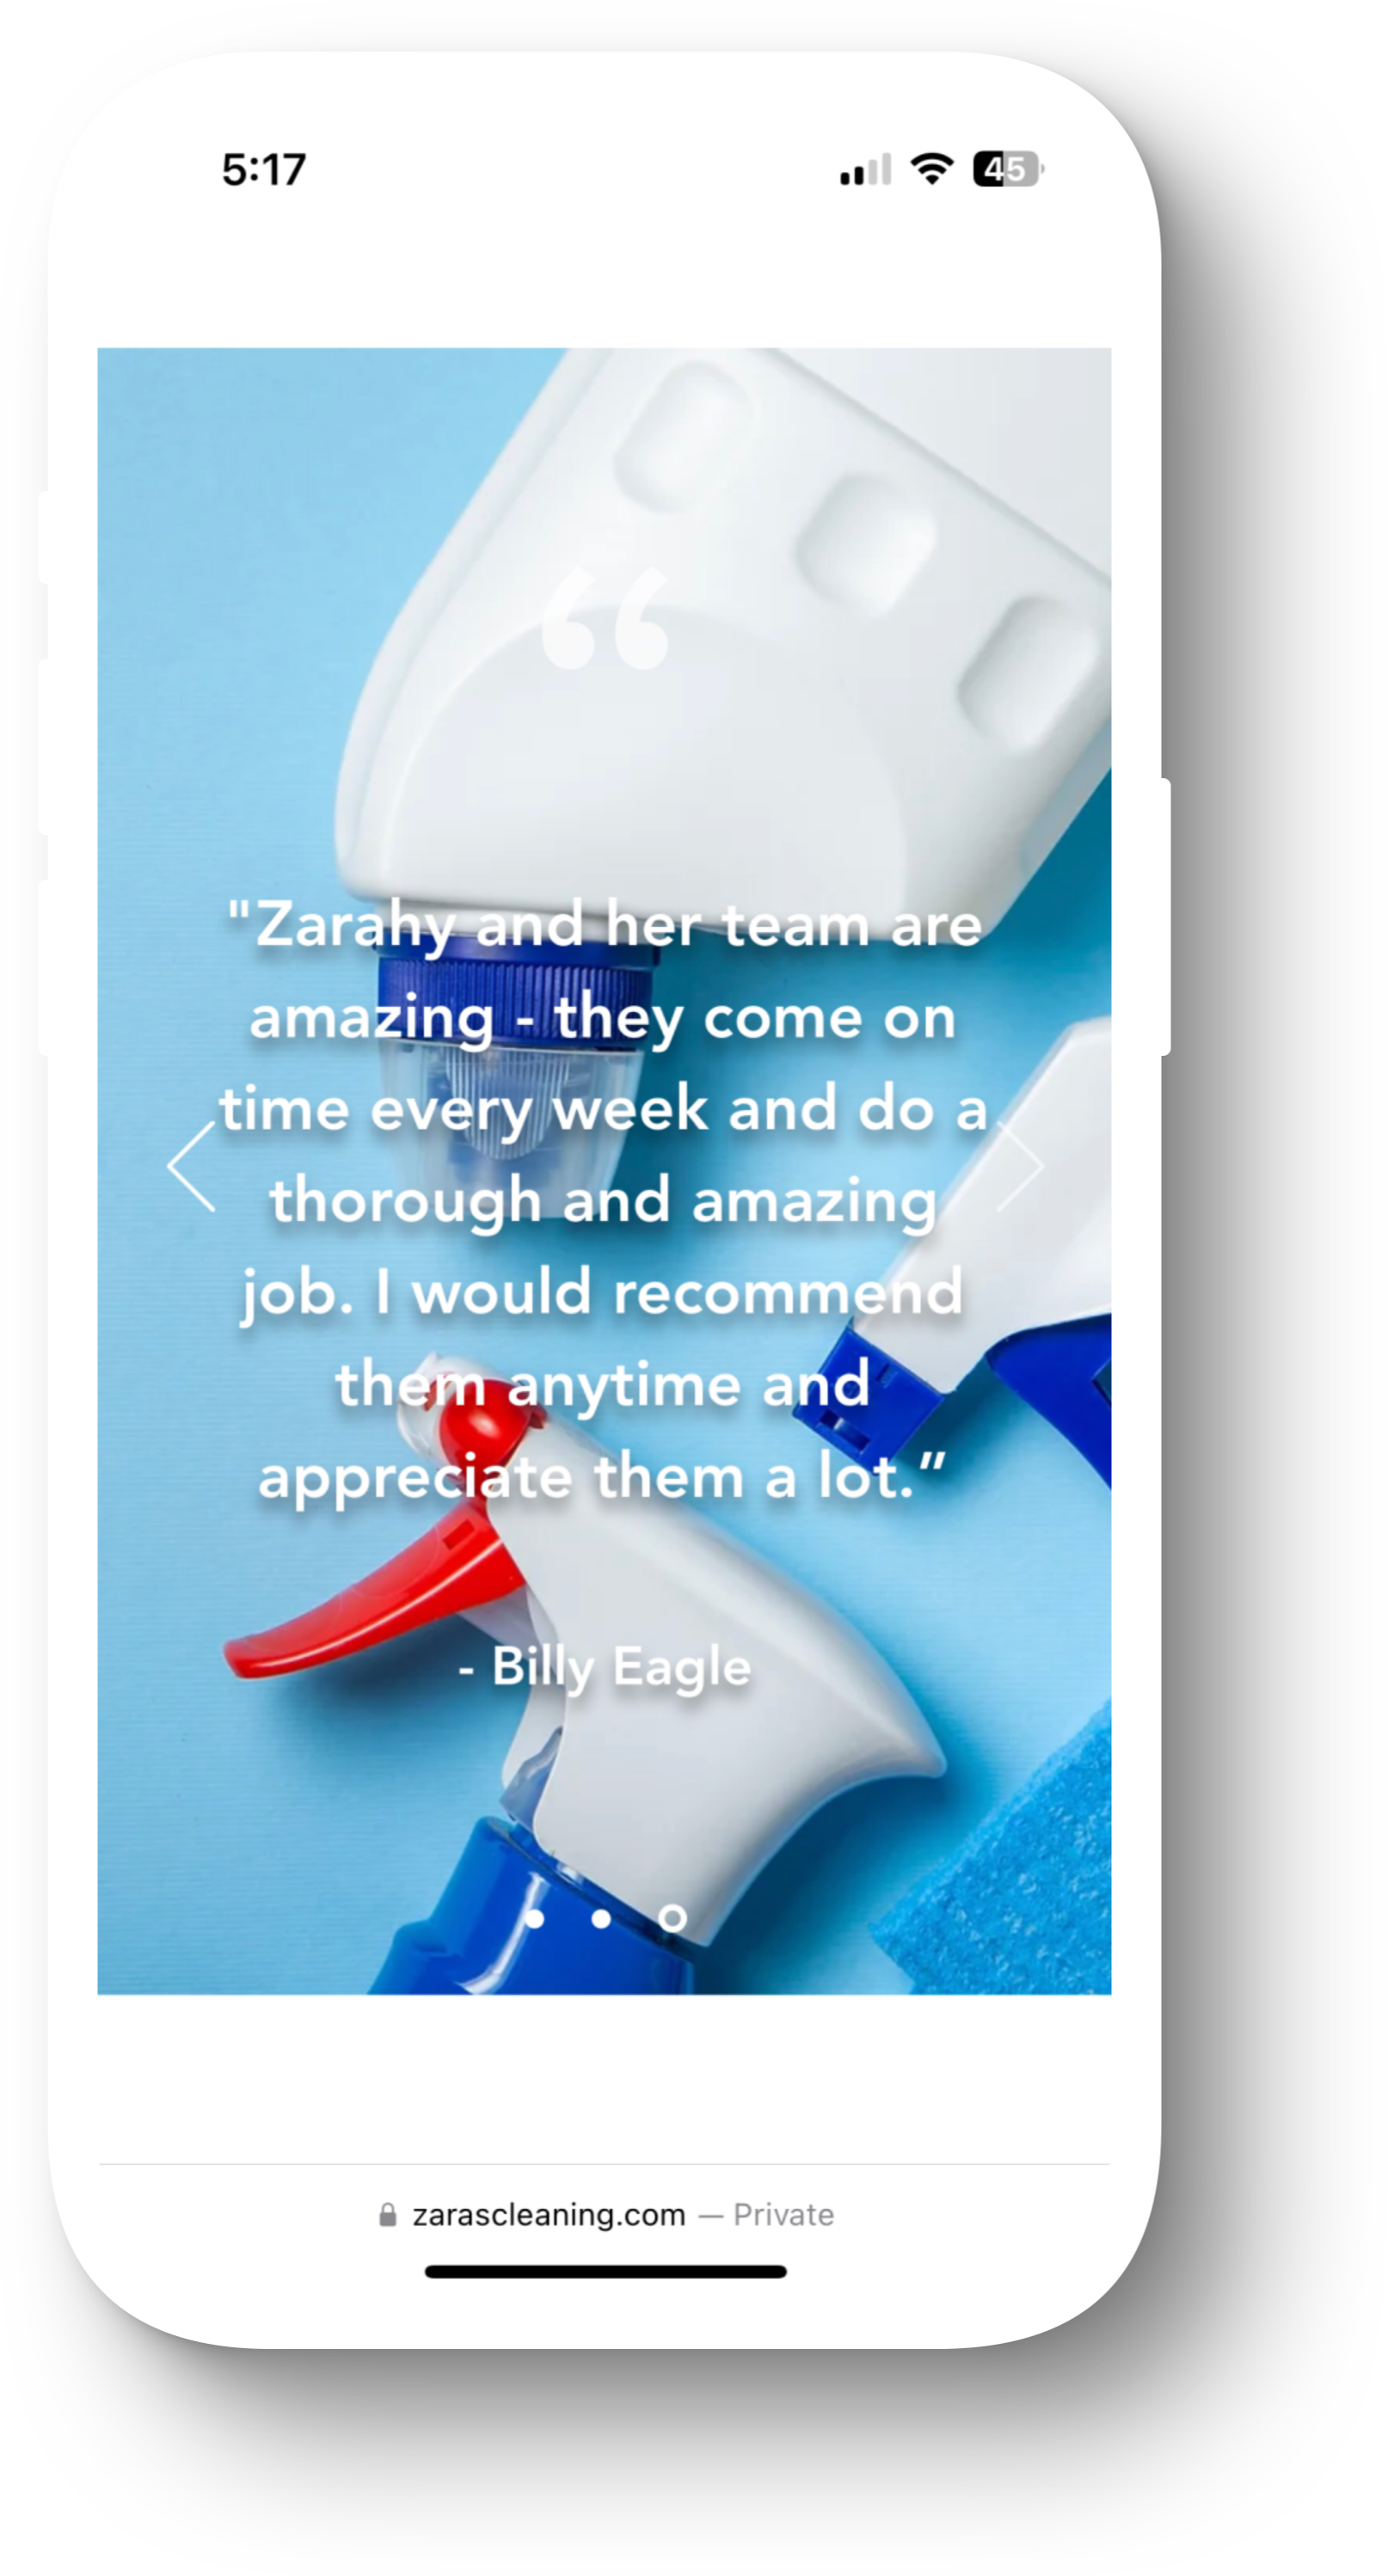 5:17
45
“
"Zarahy and her team are
amazing - they come on
time every week and do a
thorough and amazing
job. I would recommend
them anytime and
appreciate them a lot.”
- Billy Eagle
zarascleaning.com — Private